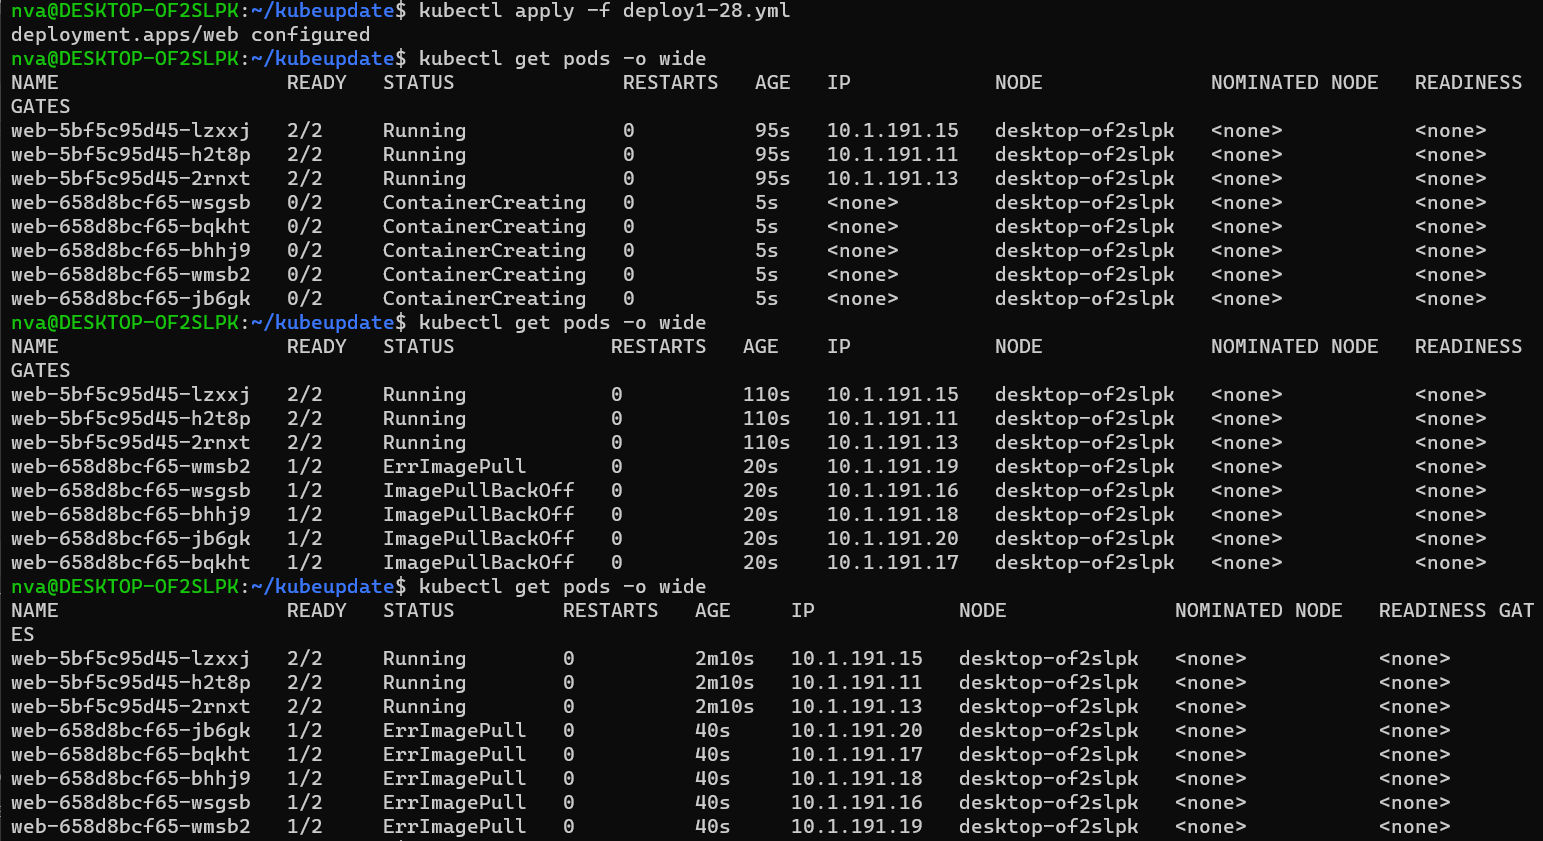 nva@DESKTOP-OF2SLPK:~/kubeupdate$ kubectl apply -f deploy1-28.yml
deployment.apps/web configured
nva@DESKTOP-OF2SLPK:~/kubeupdate$ kubectl get pods -o wide
NAME                   READY   STATUS              RESTARTS   AGE   IP            NODE              NOMINATED NODE   READINESS
GATES
web-5bf5c95d45-lzxxj   2/2     Running             0          95s   10.1.191.15   desktop-of2slpk   <none>           <none>
web-5bf5c95d45-h2t8p   2/2     Running             0          95s   10.1.191.11   desktop-of2slpk   <none>           <none>
web-5bf5c95d45-2rnxt   2/2     Running             0          95s   10.1.191.13   desktop-of2slpk   <none>           <none>
web-658d8bcf65-wsgsb   0/2     ContainerCreating   0          5s    <none>        desktop-of2slpk   <none>           <none>
web-658d8bcf65-bqkht   0/2     ContainerCreating   0          5s    <none>        desktop-of2slpk   <none>           <none>
web-658d8bcf65-bhhj9   0/2     ContainerCreating   0          5s    <none>        desktop-of2slpk   <none>           <none>
web-658d8bcf65-wmsb2   0/2     ContainerCreating   0          5s    <none>        desktop-of2slpk   <none>           <none>
web-658d8bcf65-jb6gk   0/2     ContainerCreating   0          5s    <none>        desktop-of2slpk   <none>           <none>
nva@DESKTOP-OF2SLPK:~/kubeupdate$ kubectl get pods -o wide
NAME                   READY   STATUS             RESTARTS   AGE    IP            NODE              NOMINATED NODE   READINESS
GATES
web-5bf5c95d45-lzxxj   2/2     Running            0          110s   10.1.191.15   desktop-of2slpk   <none>           <none>
web-5bf5c95d45-h2t8p   2/2     Running            0          110s   10.1.191.11   desktop-of2slpk   <none>           <none>
web-5bf5c95d45-2rnxt   2/2     Running            0          110s   10.1.191.13   desktop-of2slpk   <none>           <none>
web-658d8bcf65-wmsb2   1/2     ErrImagePull       0          20s    10.1.191.19   desktop-of2slpk   <none>           <none>
web-658d8bcf65-wsgsb   1/2     ImagePullBackOff   0          20s    10.1.191.16   desktop-of2slpk   <none>           <none>
web-658d8bcf65-bhhj9   1/2     ImagePullBackOff   0          20s    10.1.191.18   desktop-of2slpk   <none>           <none>
web-658d8bcf65-jb6gk   1/2     ImagePullBackOff   0          20s    10.1.191.20   desktop-of2slpk   <none>           <none>
web-658d8bcf65-bqkht   1/2     ImagePullBackOff   0          20s    10.1.191.17   desktop-of2slpk   <none>           <none>
nva@DESKTOP-OF2SLPK:~/kubeupdate$ kubectl get pods -o wide
NAME                   READY   STATUS         RESTARTS   AGE     IP            NODE              NOMINATED NODE   READINESS GAT
ES
web-5bf5c95d45-lzxxj   2/2     Running        0          2m10s   10.1.191.15   desktop-of2slpk   <none>           <none>
web-5bf5c95d45-h2t8p   2/2     Running        0          2m10s   10.1.191.11   desktop-of2slpk   <none>           <none>
web-5bf5c95d45-2rnxt   2/2     Running        0          2m10s   10.1.191.13   desktop-of2slpk   <none>           <none>
web-658d8bcf65-jb6gk   1/2     ErrImagePull   0          40s     10.1.191.20   desktop-of2slpk   <none>           <none>
web-658d8bcf65-bqkht   1/2     ErrImagePull   0          40s     10.1.191.17   desktop-of2slpk   <none>           <none>
web-658d8bcf65-bhhj9   1/2     ErrImagePull   0          40s     10.1.191.18   desktop-of2slpk   <none>           <none>
web-658d8bcf65-wsgsb   1/2     ErrImagePull   0          40s     10.1.191.16   desktop-of2slpk   <none>           <none>
web-658d8bcf65-wmsb2   1/2     ErrImagePull   0          40s     10.1.191.19   desktop-of2slpk   <none>           <none>